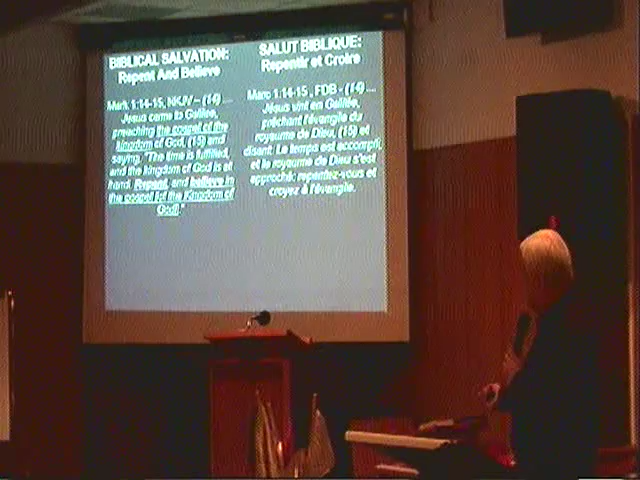 BIBLICAL SALVATION:
Repent And Believe
Mark 1:14-15, NKJV – (14) ...
Jesus came to Galilee,
preaching the gospel of the
kingdom of God, (15) and
saying, "The time is fulfilled,
and the kingdom of God is at
hand. Repent, and believe in
the gospel [of the Kingdom of
God]."
SALUT BIBLIQUE:
Repentir et Croire
Marc 1:14-15 , FDB - (14) ...
Jésus vint en Galilée,
prêchant l'évangile du
royaume de Dieu, (15) et
disant: Le temps est accompli,
et le royaume de Dieu s'est
approché: repentez-vous et
croyez à l'évangile.